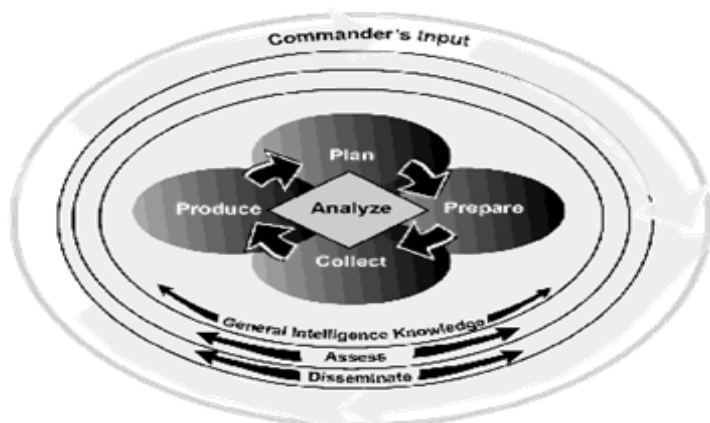 Commander's Input
Plan
Produce
Analyze
Prepare
Collect
General Intelligence Knowledge
Assess
Disseminate